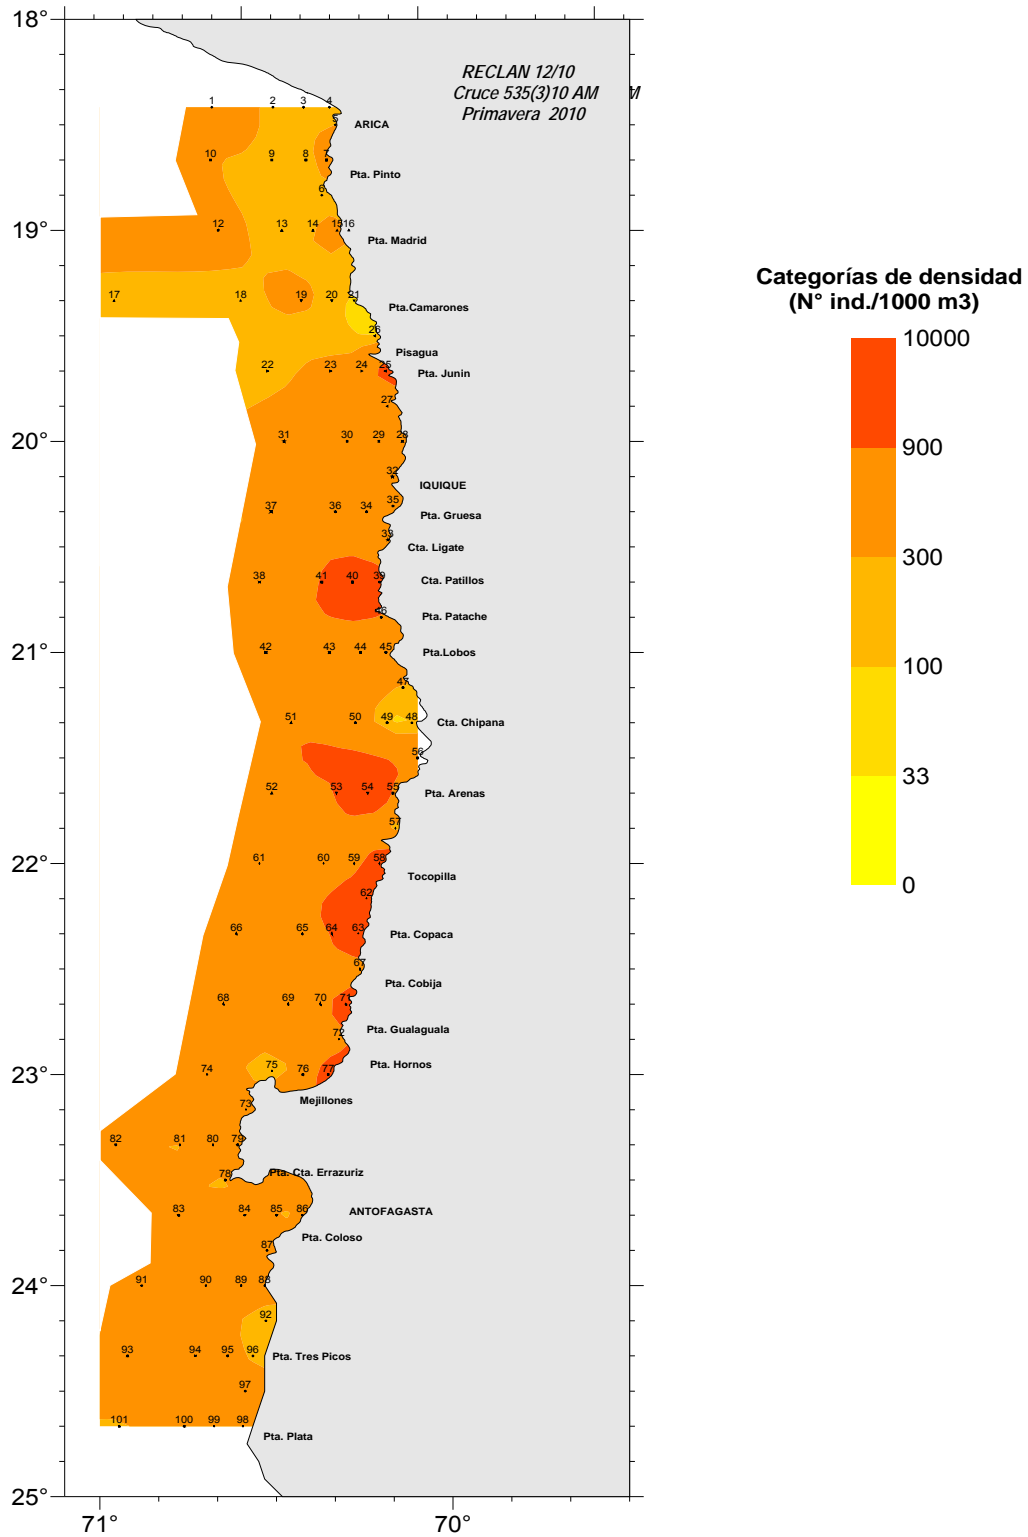 18°
RECLAN 12/10
Cruce 535(3)10 AM M
Primavera 2010
1 2 3 4
5 ARICA
10 9 8 7
Pta. Pinto
6
19°
12 13 14 15 16
Pta. Madrid
17 18 19 20 21
Pta.Camarones
26
Pisagua
22 23 24 25
Pta. Junin
27
20°
31 30 29 28
32
IQUIQUE
35
37 36 34
Pta. Gruesa
33
Cta. Ligate
38 41 40 39
Cta. Patillos
46
Pta. Patache
21°
42 43 44 45
Pta.Lobos
47
51 50 49 48
Cta. Chipana
56
52 53 54 55
Pta. Arenas
57
22°
61 60 59 58
Tocopilla
62
66 65 64 63
Pta. Copaca
67
Pta. Cobija
68 69 70 71
Pta. Gualaguala
72
Pta. Hornos
23°
74 75 76 77
Mejillones
73
82 81 80 79
78 Pta. Cta. Errazuriz
83 84 85 86
ANTOFAGASTA
Pta. Coloso
87
24°
91 90 89 88
92
93 94 95 96 Pta. Tres Picos
97
101 100 99 98
Pta. Plata
25°
71° 70°
Categorías de densidad
(N° ind./1000 m3)
10000
900
300
100
33
0